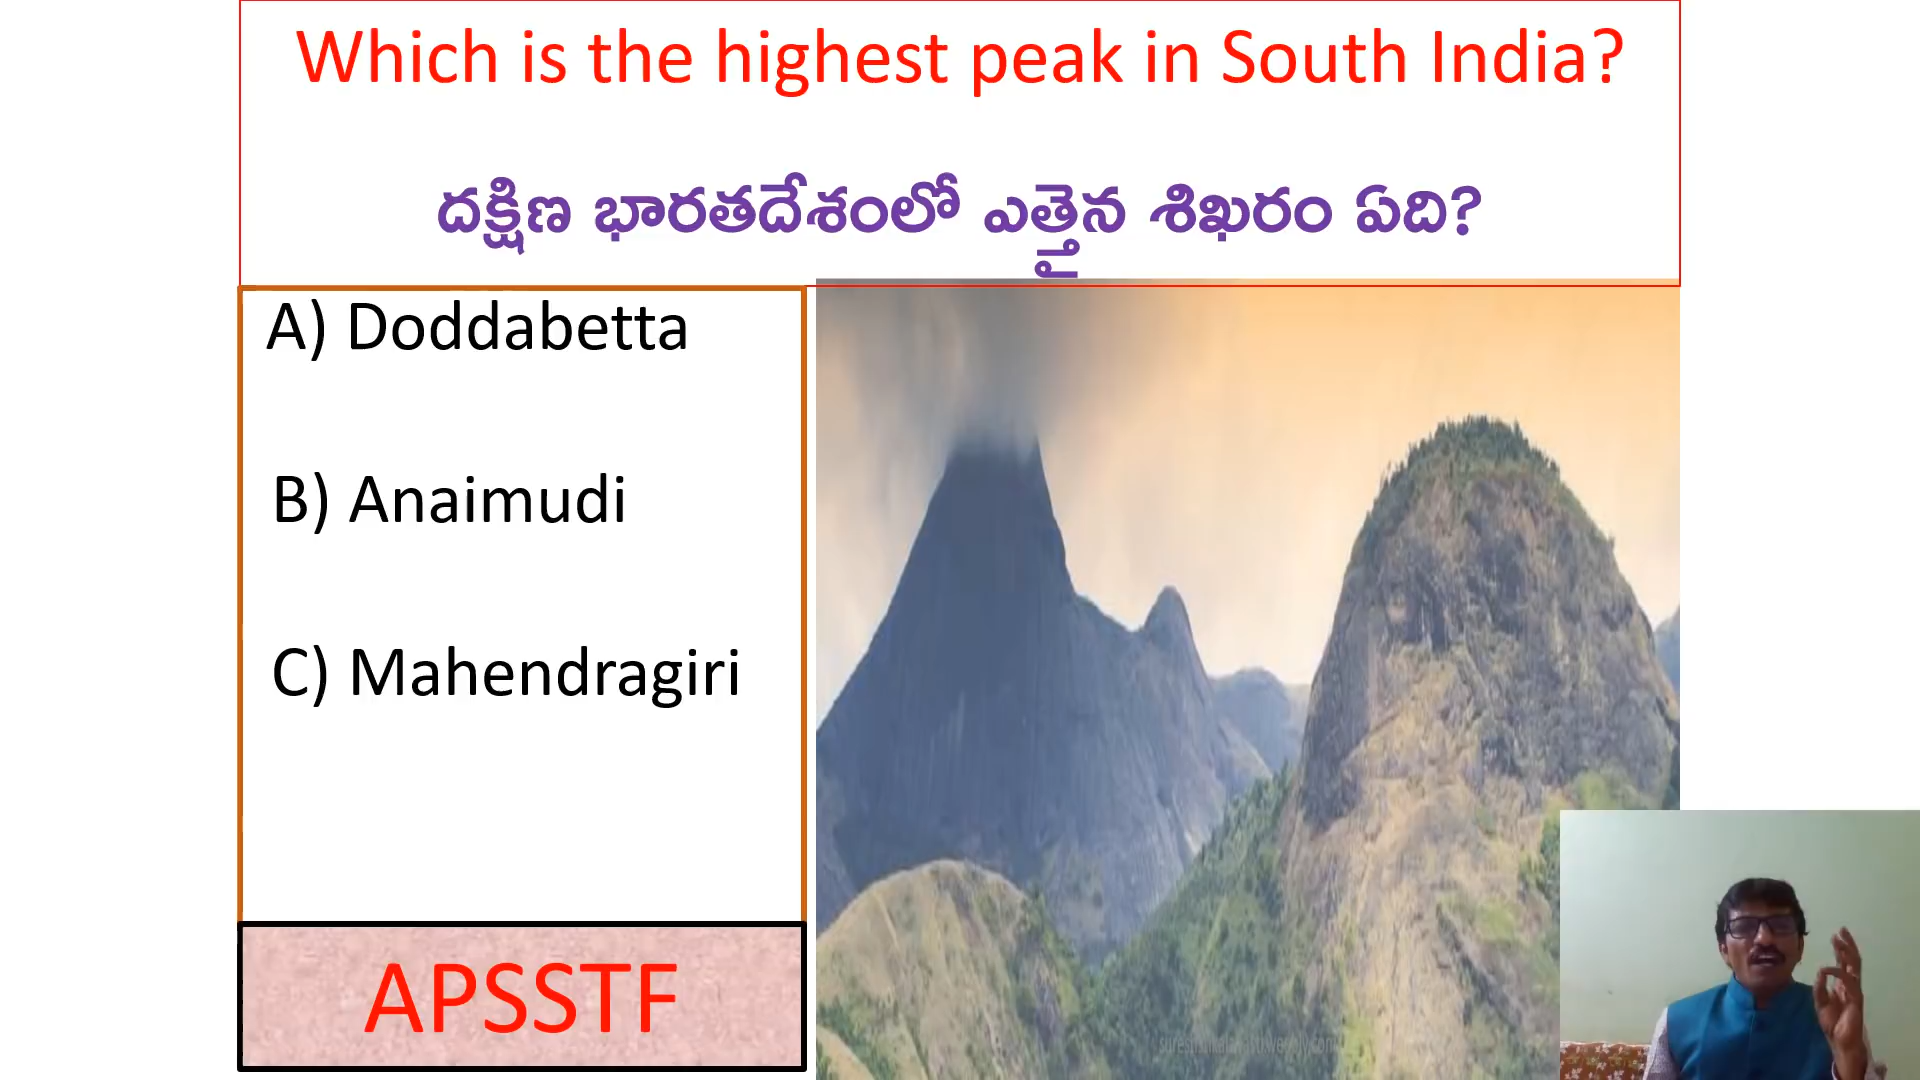 Which is the highest peak in South India?
దక్షిణ భారతదేశంలో ఎత్తైన శిఖరం ఏది?
A) Doddabetta
B) Anaimudi
C) Mahendragiri
APSSTF